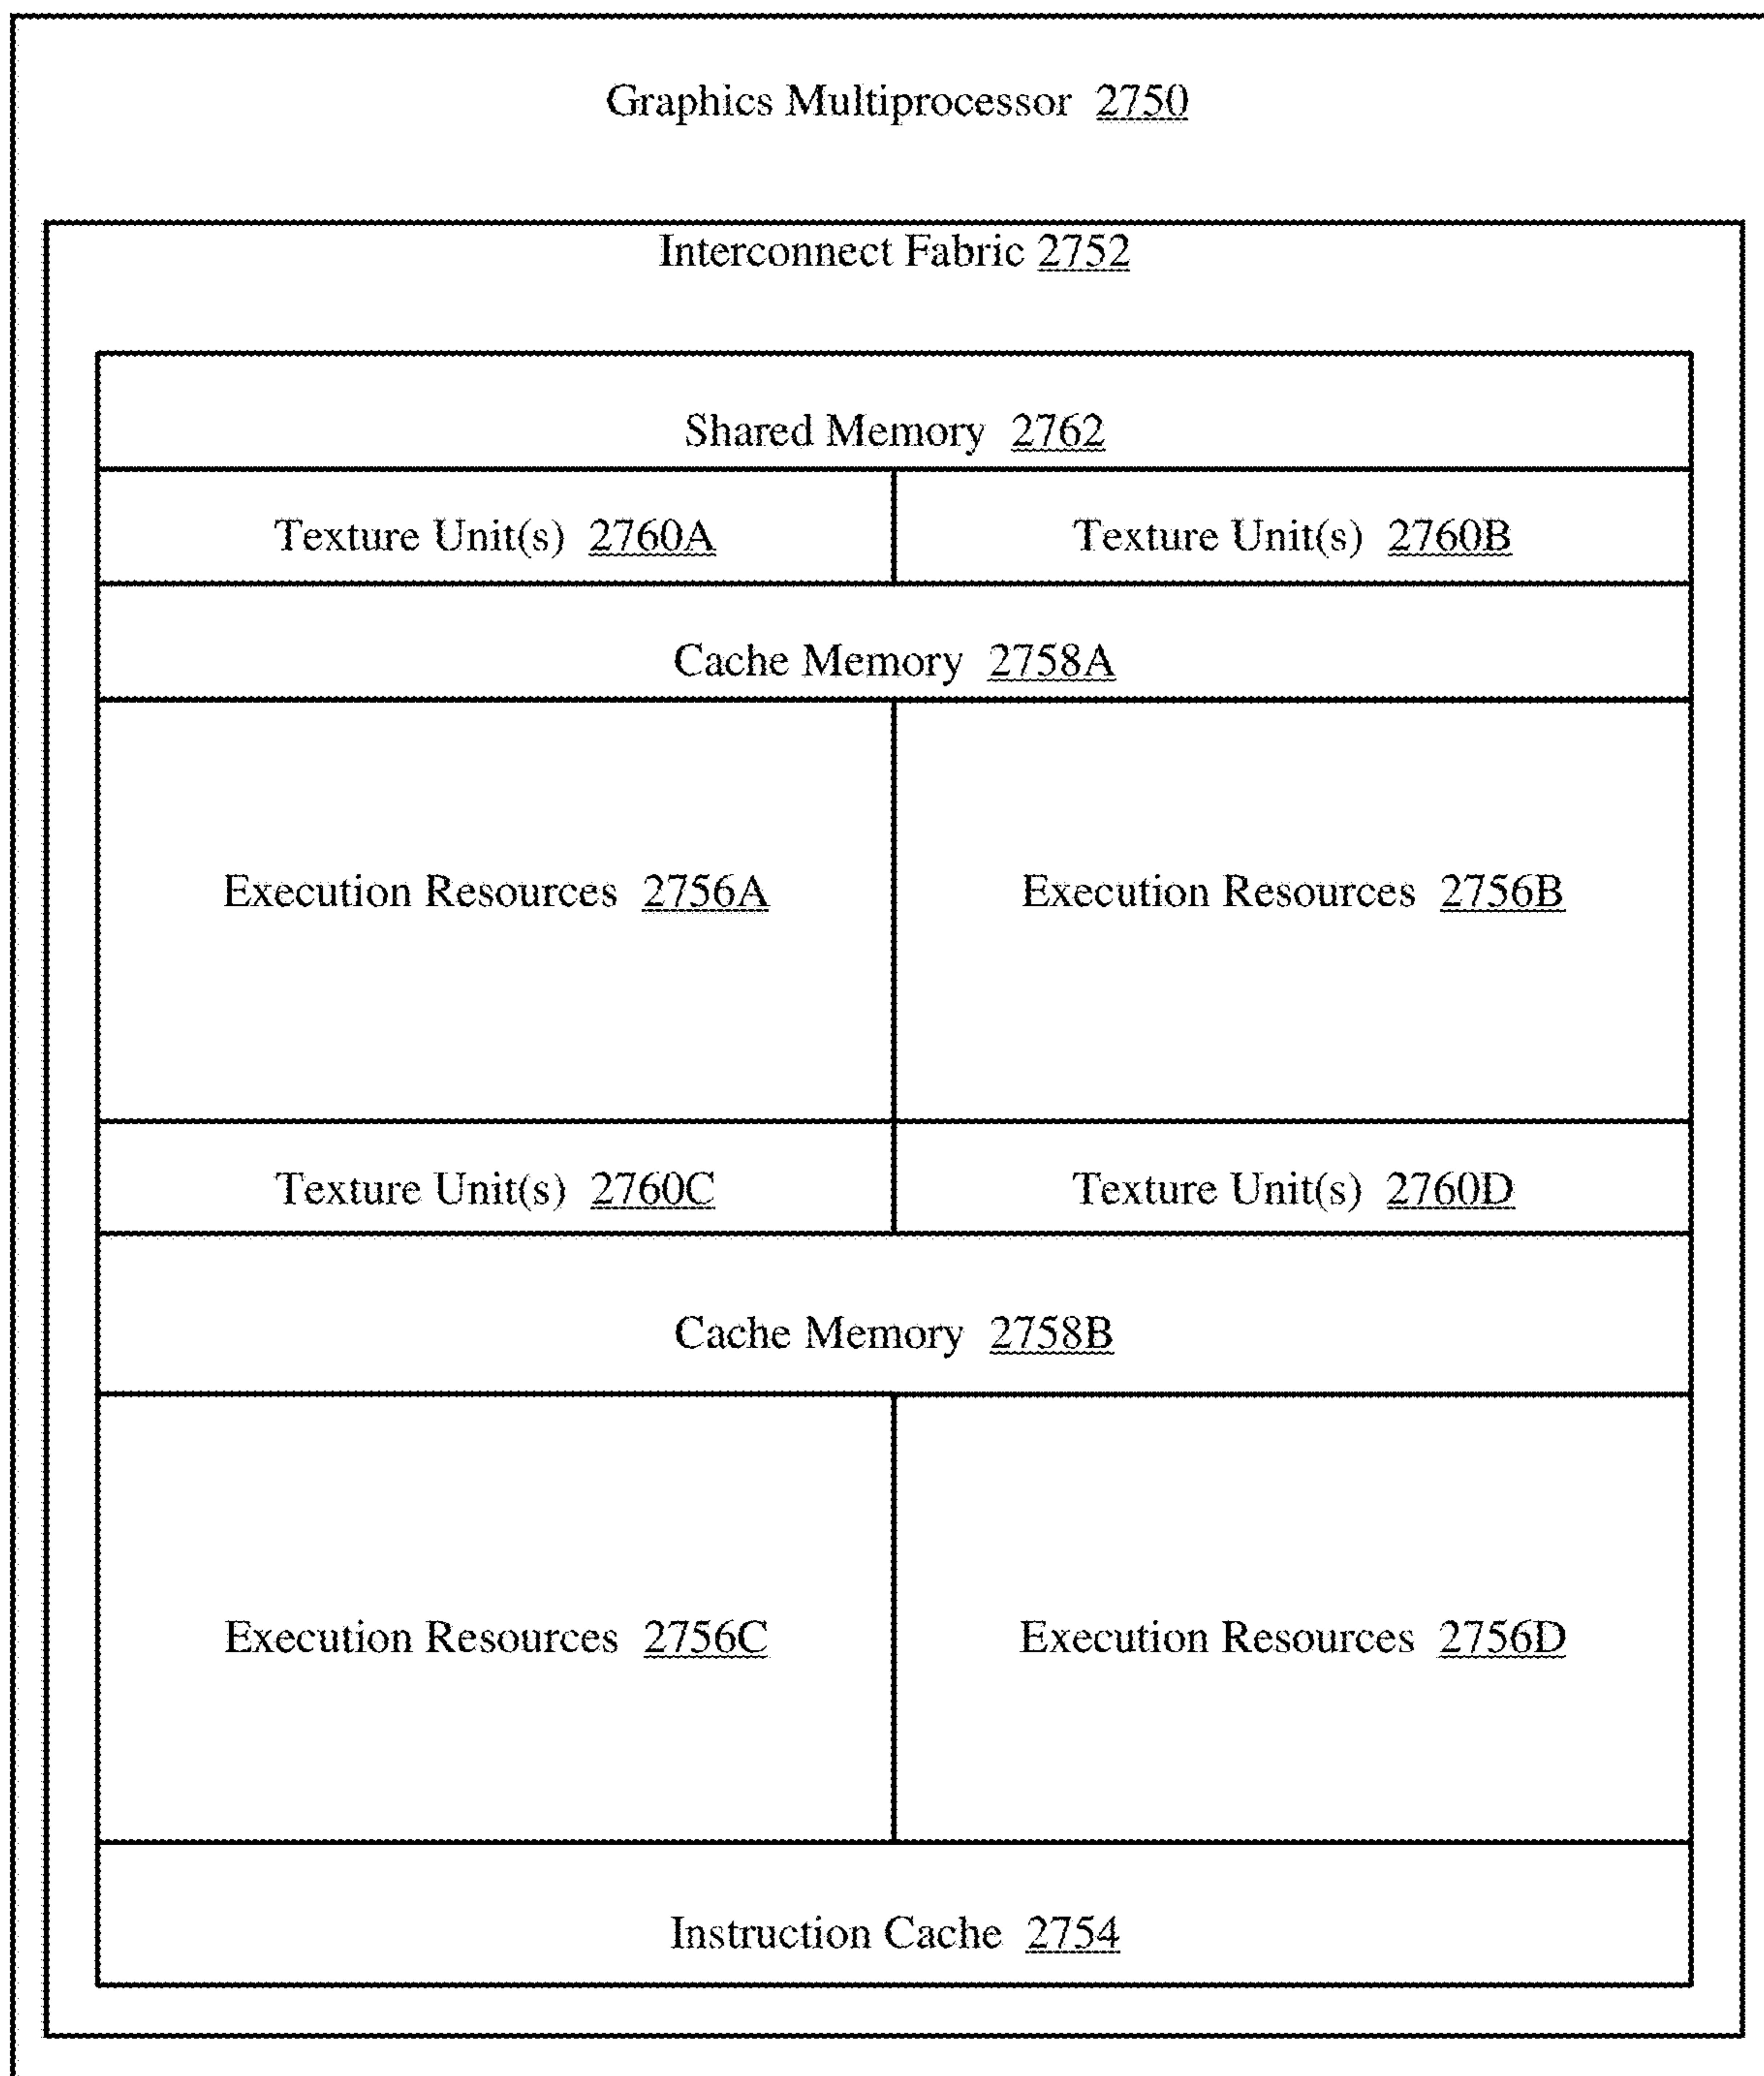 Graphics Multiprocessor 2750
Interconnect Fabric 2752
Shared Memory 2762
Texture Unit(s) 2760A
Texture Unit(s) 2760B
Cache Memory 2758A
Execution Resources 2756A
Execution Resources 2756B
Texture Unit(s) 2760C
Texture Unit(s) 2760D
Cache Memory 2758B
Execution Resources 2756C
Execution Resources 2756D
Instruction Cache 2754